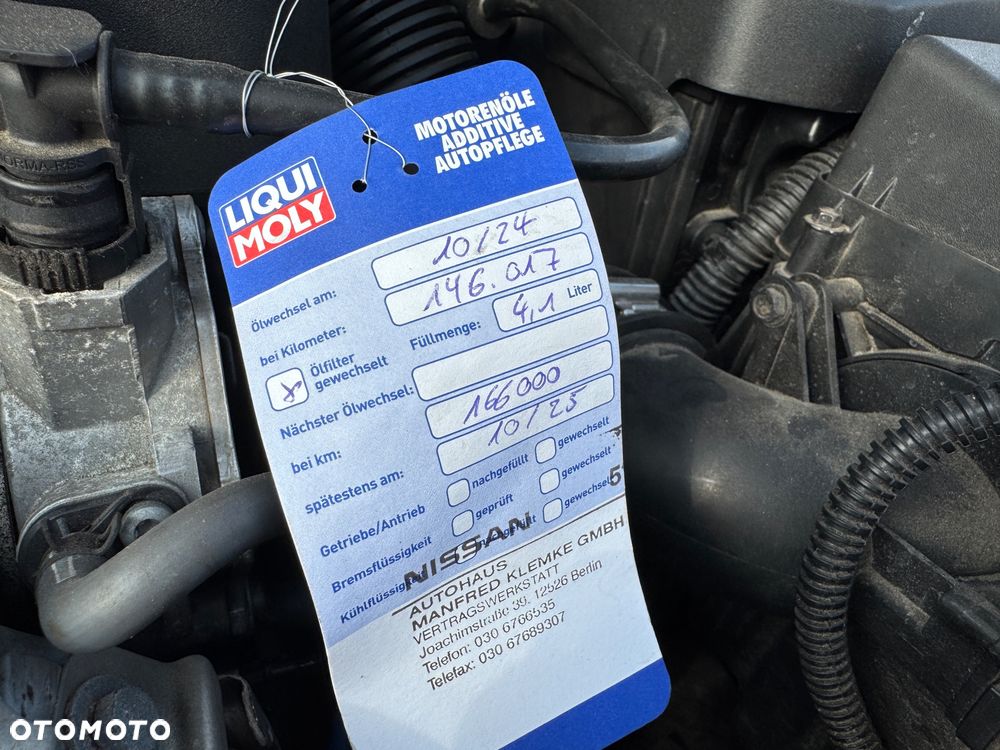 MOTORENÖLE
ADDITIVE
AUTOPFLEGE
LIQUI
MOLY
Ölwechsel am: 10/24
bei Kilometer: 146.017
Ölfilter gewechselt Füllmenge: 4,1 Liter
Nächster Ölwechsel:
bei km: 166000
spätestens am: 10/25
Getriebe/Antrieb nachgefüllt gewechselt
Bremsflüssigkeit geprüft gewechselt
Kühlflüssig gewechsel
NISSAN
AUTOHAUS
MANFRED KLEMKE GMBH
VERTRAGSWERKSTATT
Joachimstraße 39, 12526 Berlin
Telefon: 030 6766535
Telefax: 030 67689307
OTOMOTO